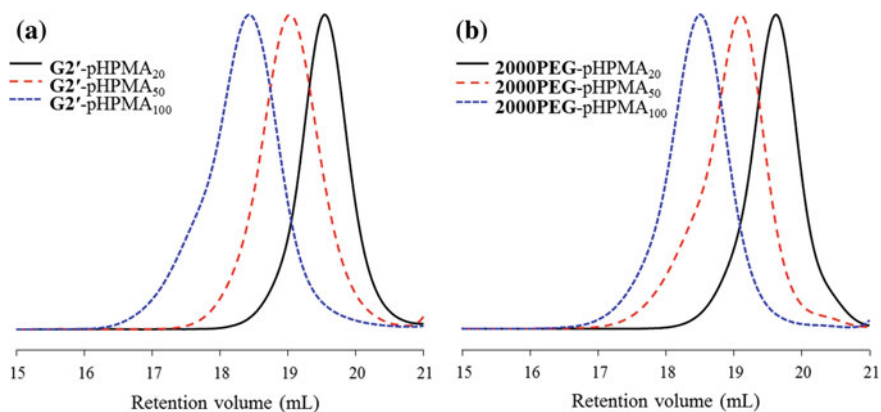 (a)
G2′-pHPMA₂₀
G2′-pHPMA₅₀
G2′-pHPMA₁₀₀
15 16 17 18 19 20 21
Retention volume (mL)
(b)
2000PEG-pHPMA₂₀
2000PEG-pHPMA₅₀
2000PEG-pHPMA₁₀₀
15 16 17 18 19 20 21
Retention volume (mL)